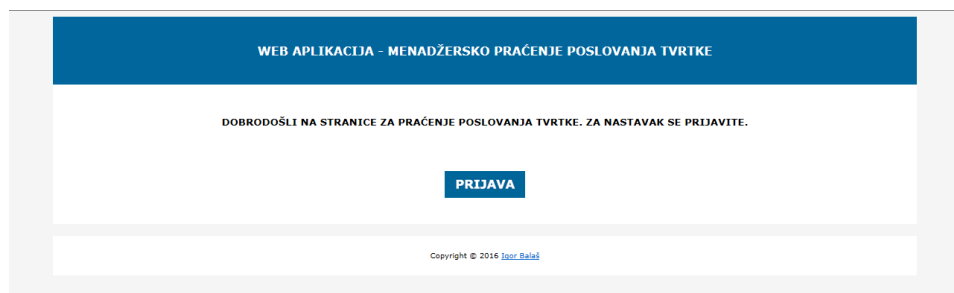 WEB APLIKACIJA - MENADŽERSKO PRAĆENJE POSLOVANJA TVRTKE
DOBRODOŠLI NA STRANICE ZA PRAĆENJE POSLOVANJA TVRTKE. ZA NASTAVAK SE PRIJAVITE.
PRIJAVA
Copyright © 2016 Igor Balaš